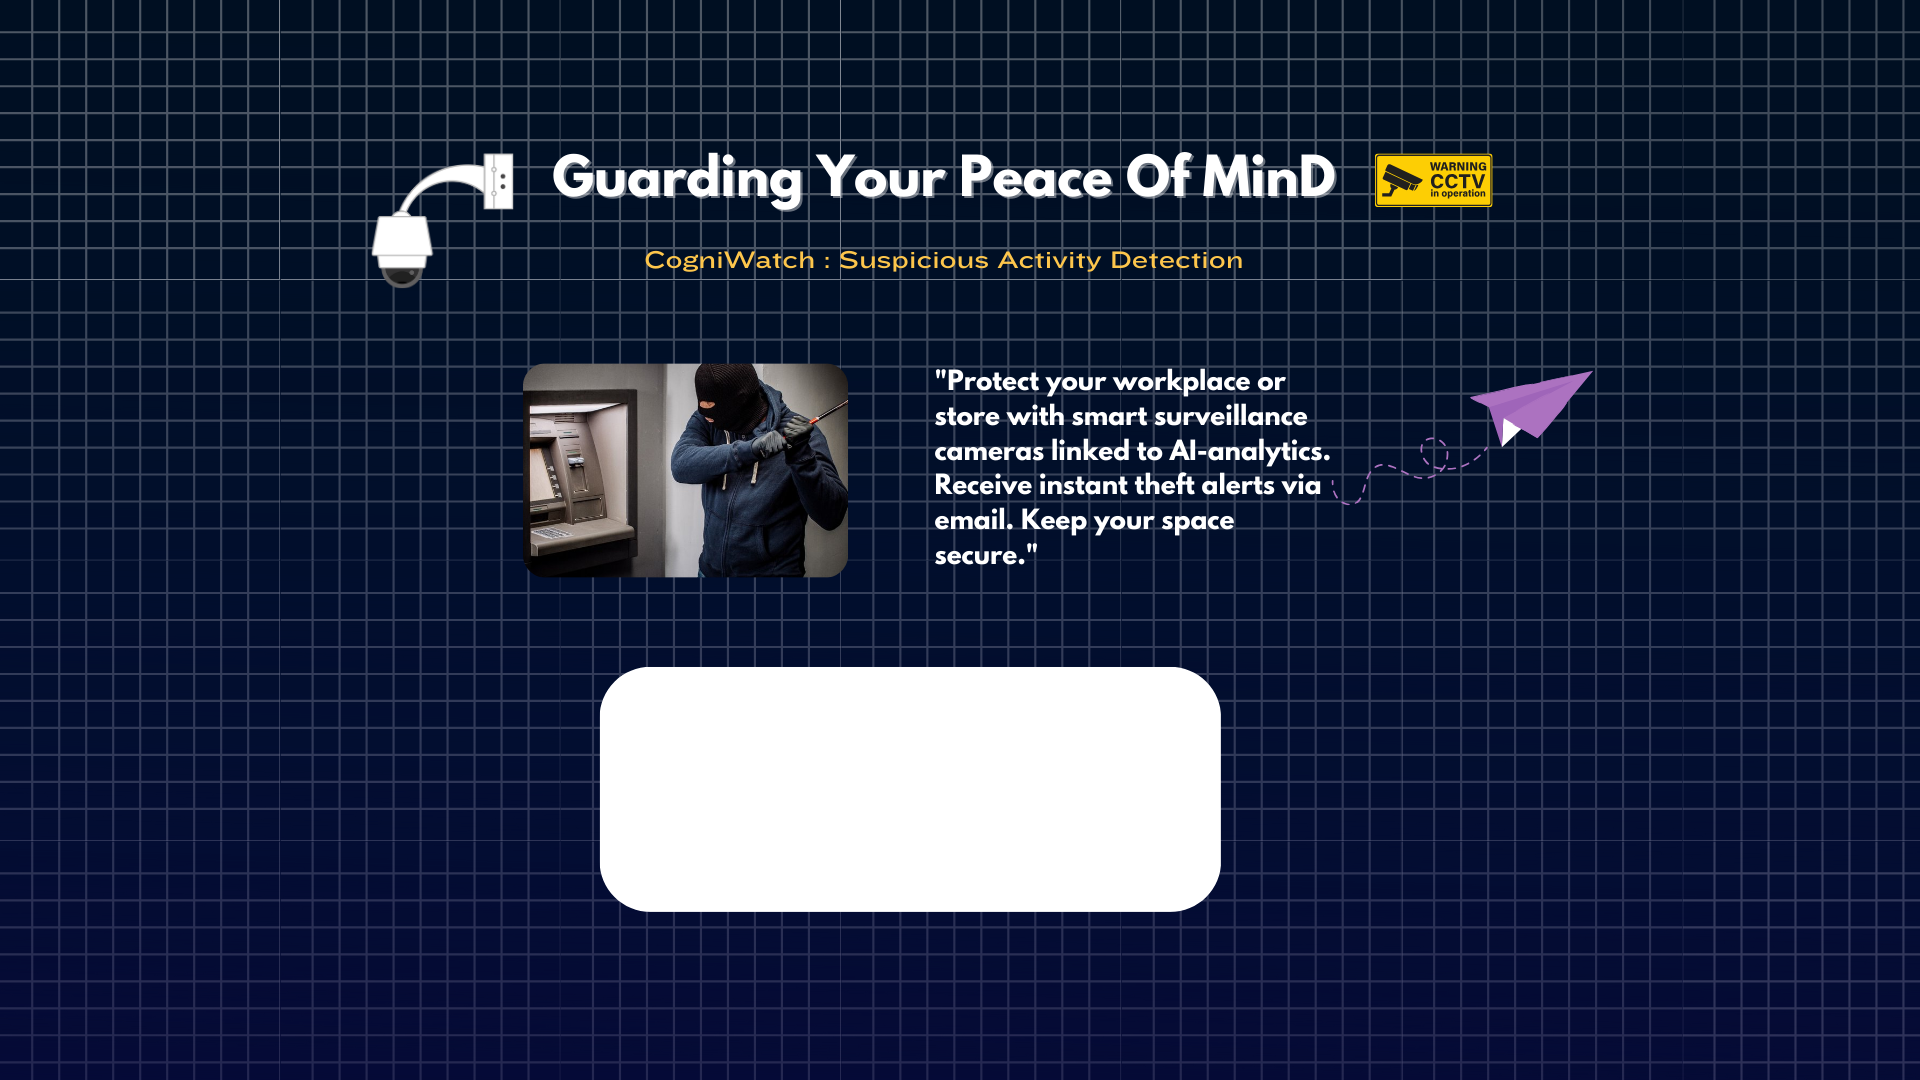 Guarding Your Peace Of MinD
WARNING
CCTV
in operation
CogniWatch : Suspicious Activity Detection
"Protect your workplace or
store with smart surveillance
cameras linked to AI-analytics.
Receive instant theft alerts via
email. Keep your space
secure."